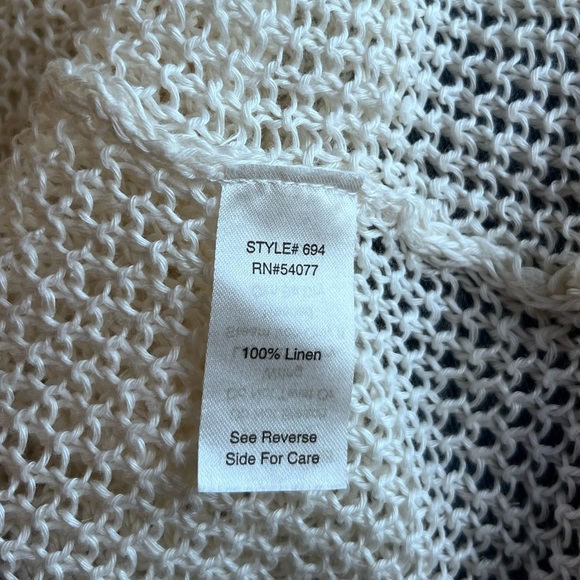 STYLE# 694
RN#54077
100% Linen
See Reverse
Side For Care